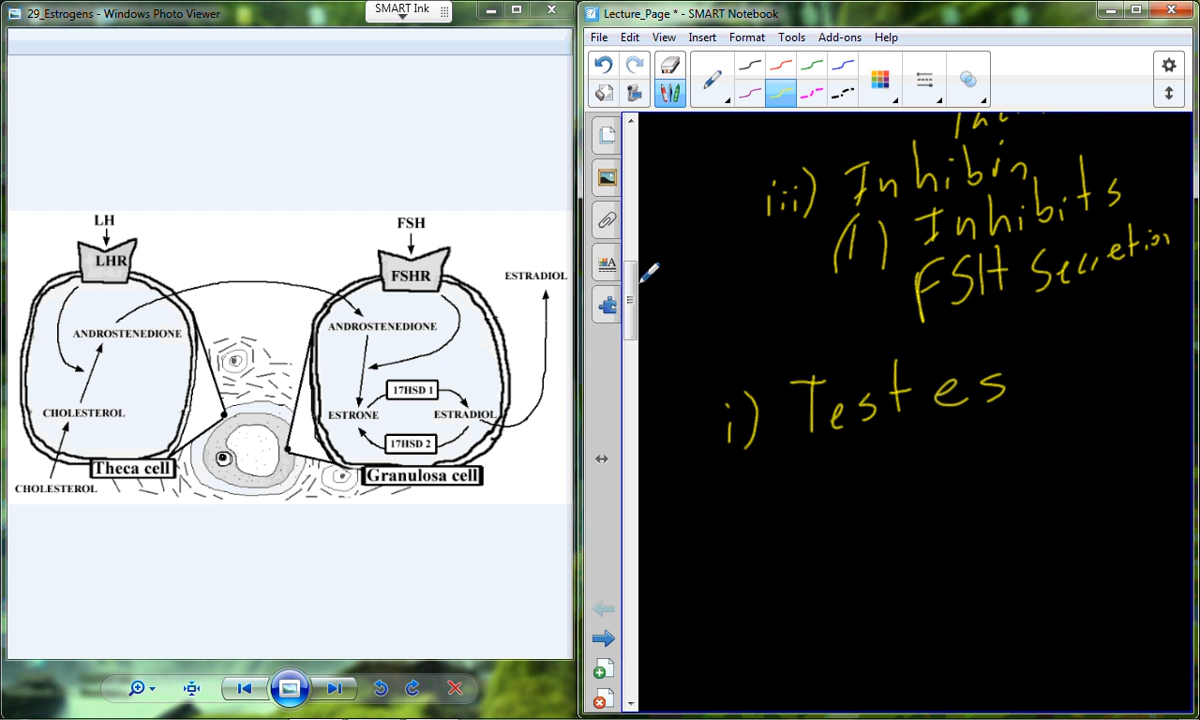 29_Estrogens - Windows Photo Viewer
SMART Ink
LH
LHR
ANDROSTENEDIONE
CHOLESTEROL
Theca cell
CHOLESTEROL
FSH
FSHR
ESTRADIOL
ANDROSTENEDIONE
17HSD 1
ESTRONE
ESTRADIOL
17HSD 2
Granulosa cell
Lecture_Page * - SMART Notebook
File Edit View Insert Format Tools Add-ons Help
iii) Inhibin
(1) Inhibits
FSH Secretion
i) Testes